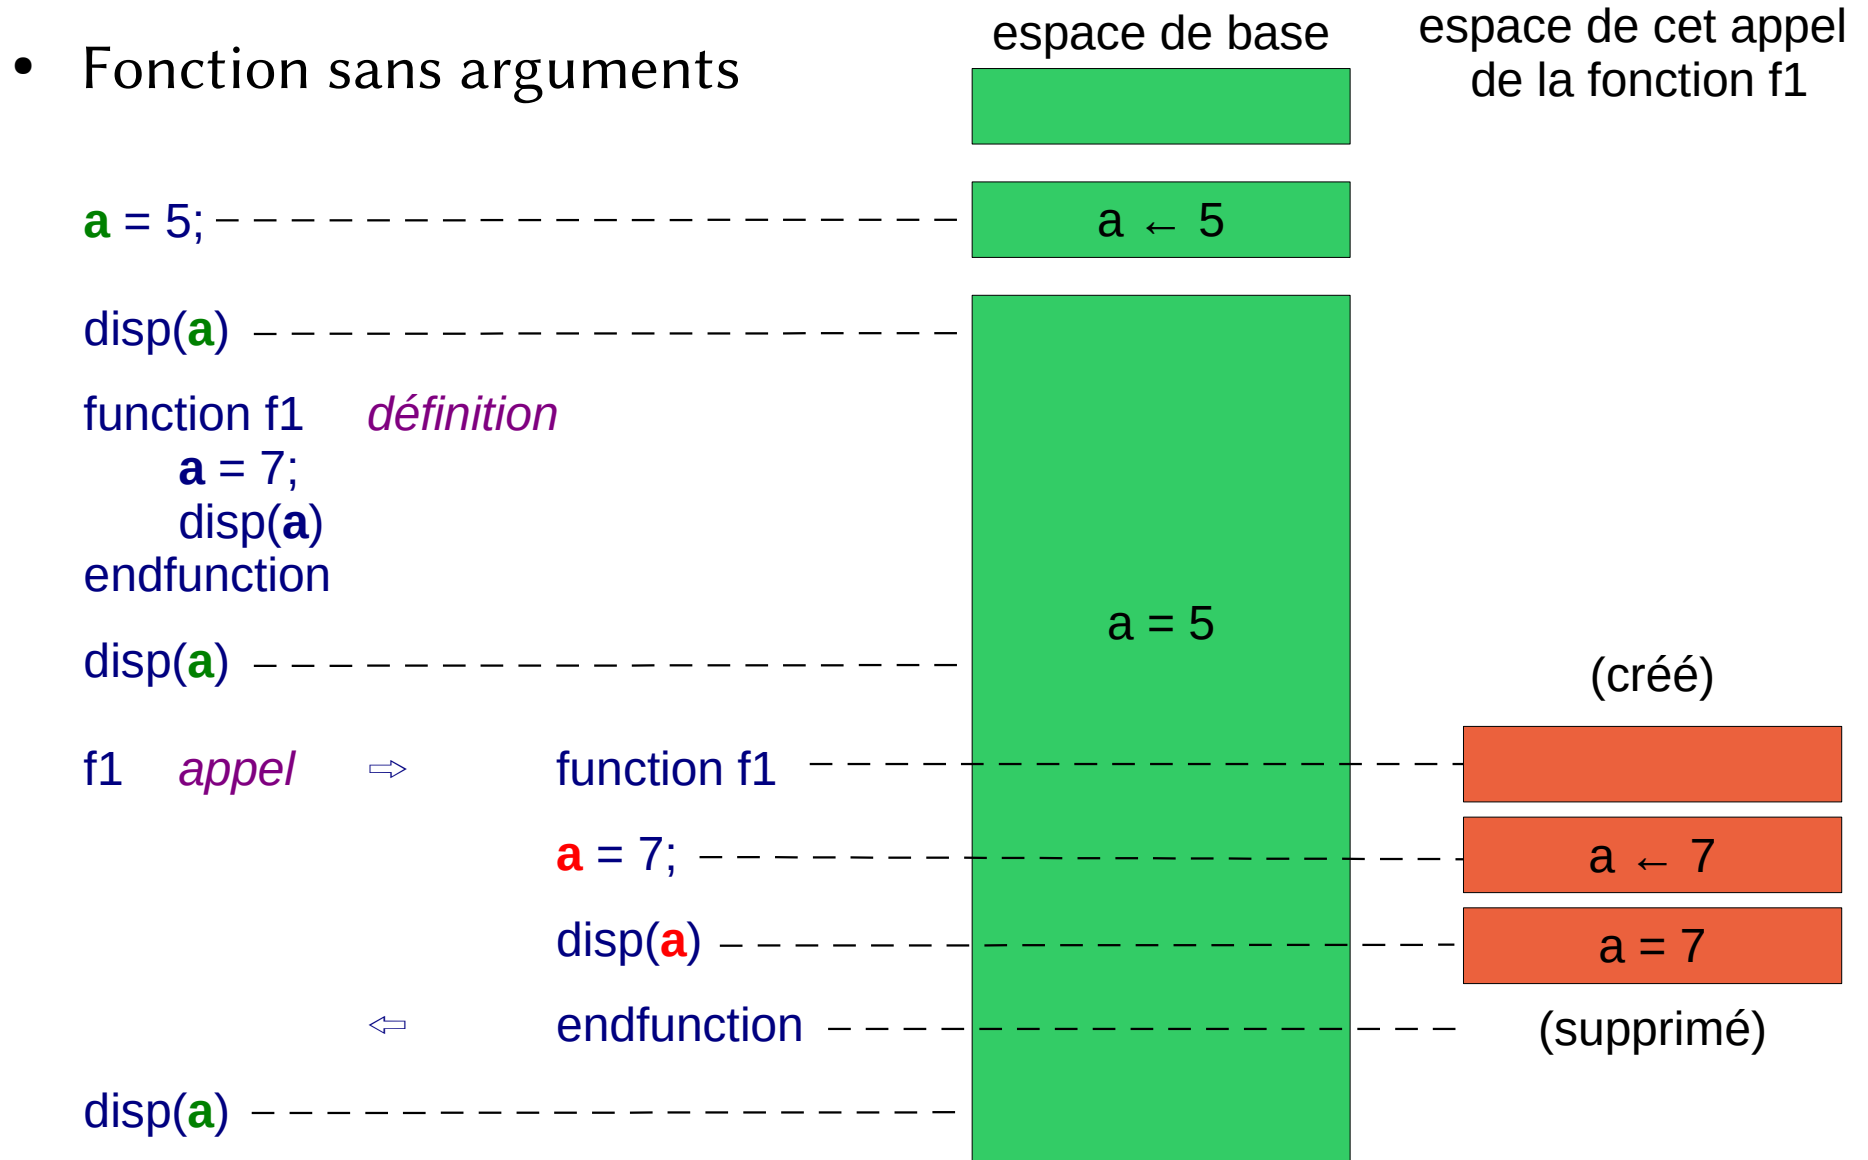 espace de base
espace de cet appel
de la fonction f1
• Fonction sans arguments
a = 5;
a ← 5
disp(a)
function f1 définition
a = 7;
disp(a)
endfunction
a = 5
disp(a)
(créé)
f1 appel ⇨ function f1
a = 7;
a ← 7
disp(a)
a = 7
⇦ endfunction
(supprimé)
disp(a)